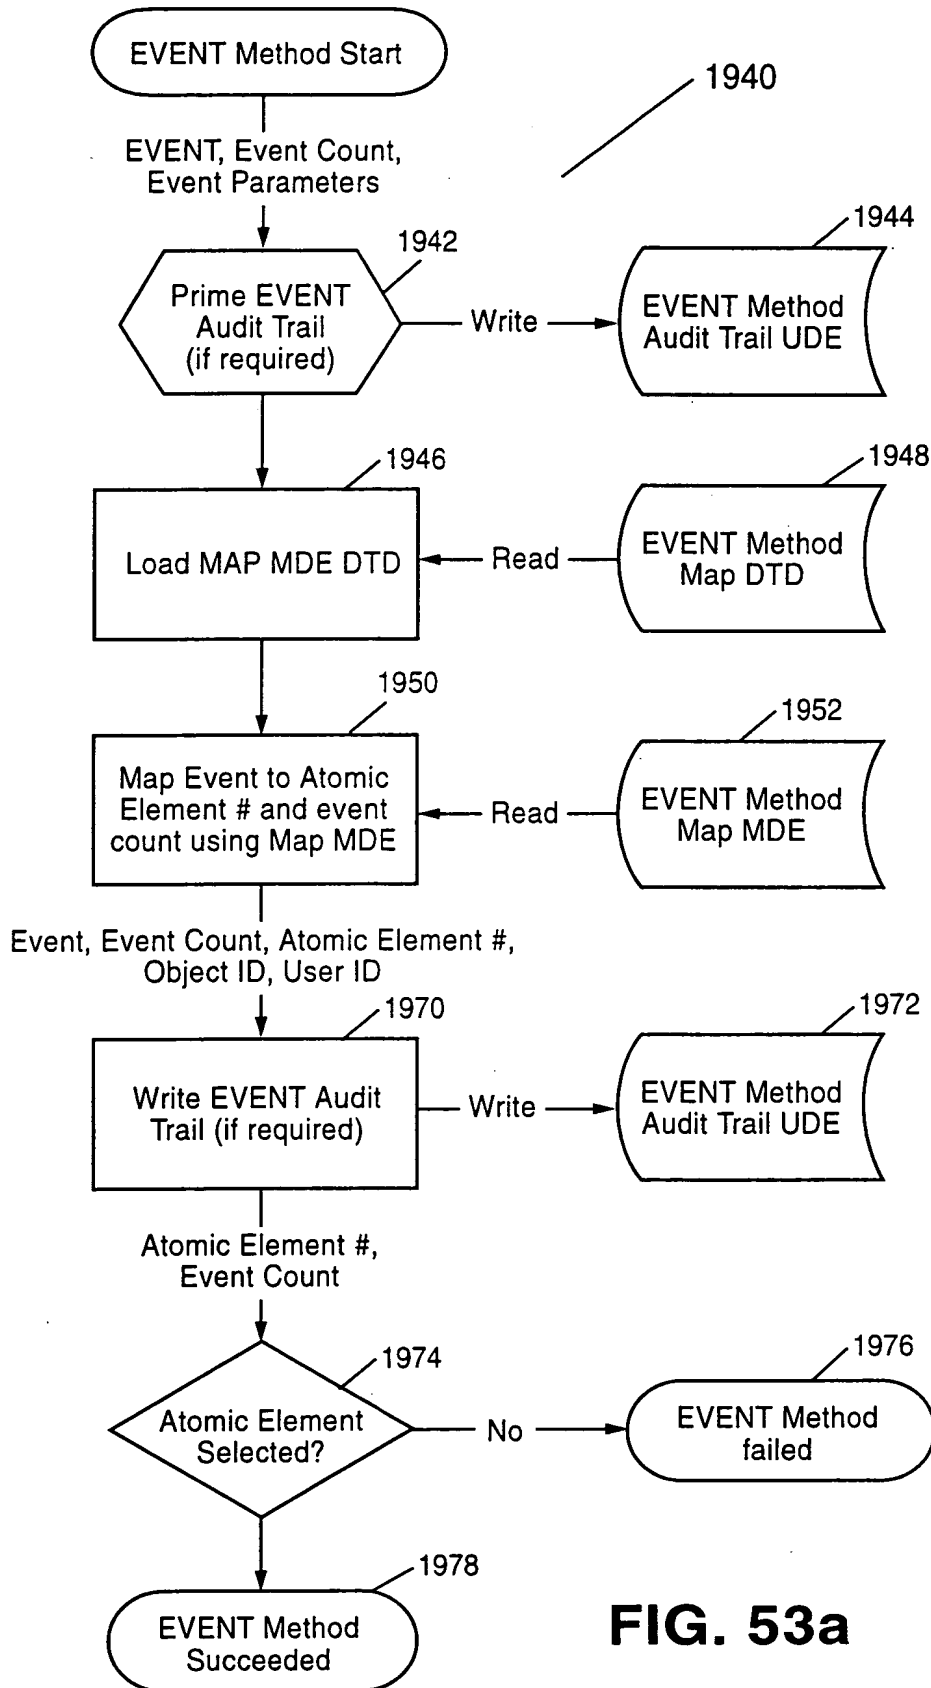 EVENT Method Start
1940
EVENT, Event Count,
Event Parameters
1942
1944
Prime EVENT
Audit Trail
(if required)
Write
EVENT Method
Audit Trail UDE
1946
1948
Load MAP MDE DTD
Read
EVENT Method
Map DTD
1950
1952
Map Event to Atomic
Element # and event
count using Map MDE
Read
EVENT Method
Map MDE
Event, Event Count, Atomic Element #,
Object ID, User ID
1970
1972
Write EVENT Audit
Trail (if required)
Write
EVENT Method
Audit Trail UDE
Atomic Element #,
Event Count
1974
1976
Atomic Element
Selected?
No
EVENT Method
failed
1978
EVENT Method
Succeeded
FIG. 53a